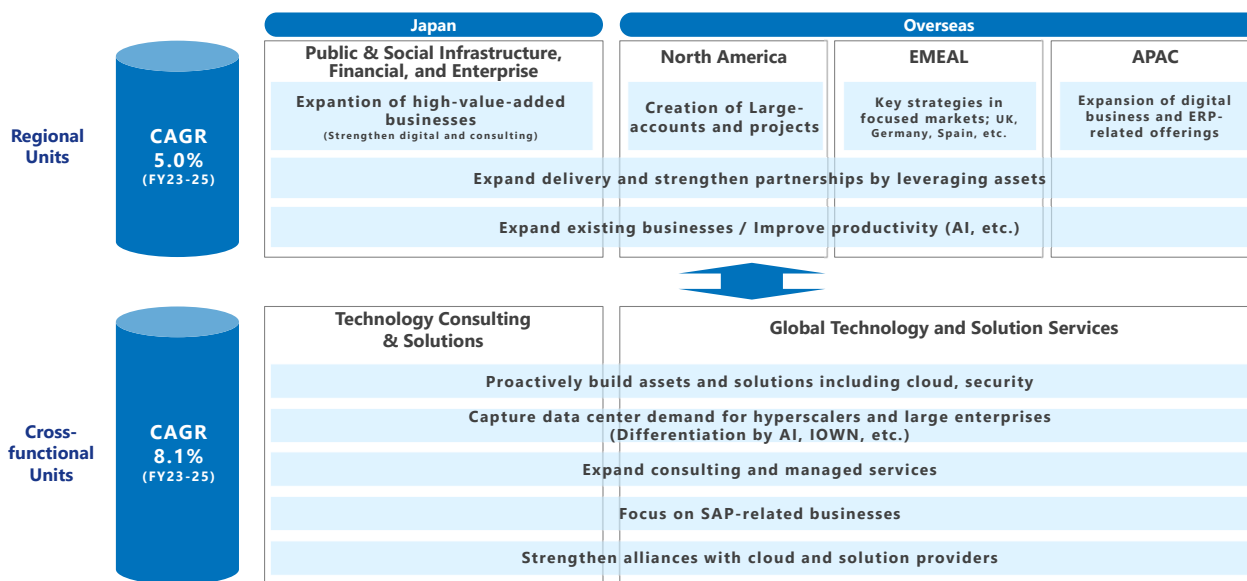 Japan
Overseas
Regional
Units
CAGR
5.0%
(FY23-25)
Public & Social Infrastructure,
Financial, and Enterprise
Expantion of high-value-added
businesses
(Strengthen digital and consulting)
North America
Creation of Large-
accounts and projects
EMEAL
Key strategies in
focused markets; UK,
Germany, Spain, etc.
APAC
Expansion of digital
business and ERP-
related offerings
Expand delivery and strengthen partnerships by leveraging assets
Expand existing businesses / Improve productivity (AI, etc.)
Cross-
functional
Units
CAGR
8.1%
(FY23-25)
Technology Consulting
& Solutions
Global Technology and Solution Services
Proactively build assets and solutions including cloud, security
Capture data center demand for hyperscalers and large enterprises
(Differentiation by AI, IOWN, etc.)
Expand consulting and managed services
Focus on SAP-related businesses
Strengthen alliances with cloud and solution providers